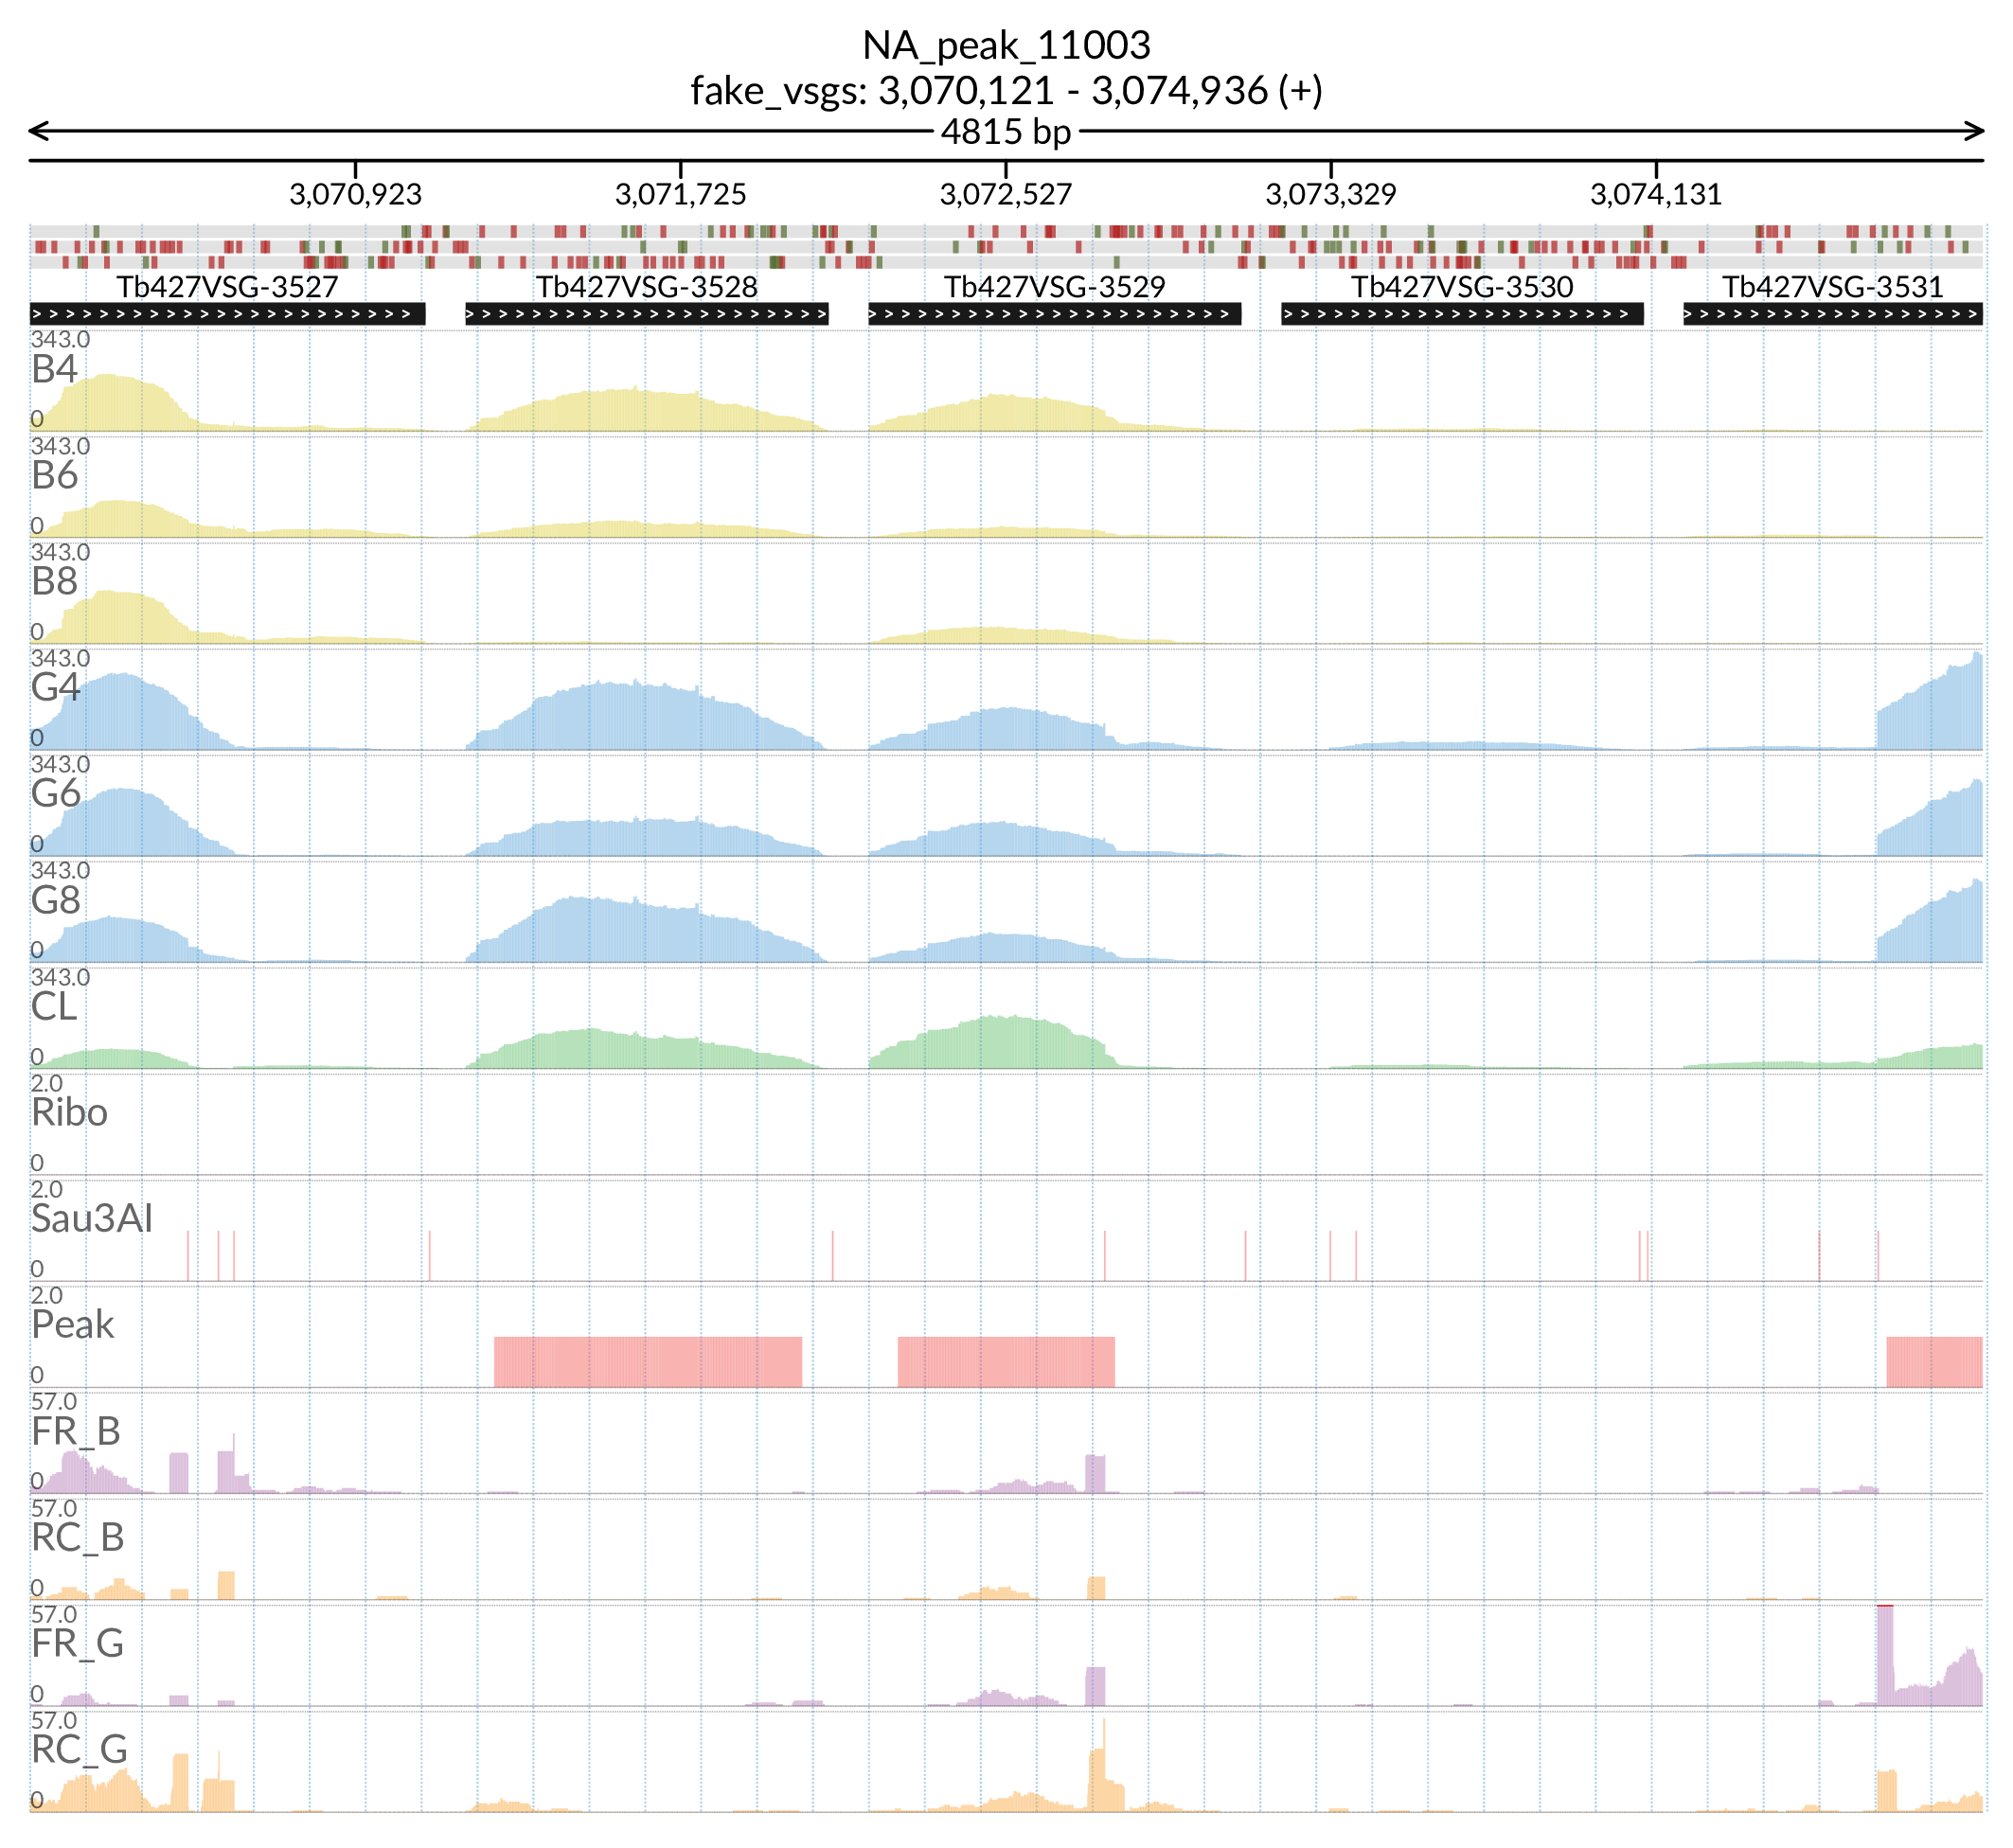 NA_peak_11003
fake_vsgs: 3,070,121 - 3,074,936 (+)
4815 bp
3,070,923 3,071,725 3,072,527 3,073,329 3,074,131
Tb427VSG-3527 Tb427VSG-3528 Tb427VSG-3529 Tb427VSG-3530 Tb427VSG-3531
343.0
B4
0
343.0
B6
0
343.0
B8
0
343.0
G4
0
343.0
G6
0
343.0
G8
0
343.0
CL
0
2.0
Ribo
0
2.0
Sau3AI
0
2.0
Peak
0
57.0
FR_B
0
57.0
RC_B
0
57.0
FR_G
0
57.0
RC_G
0